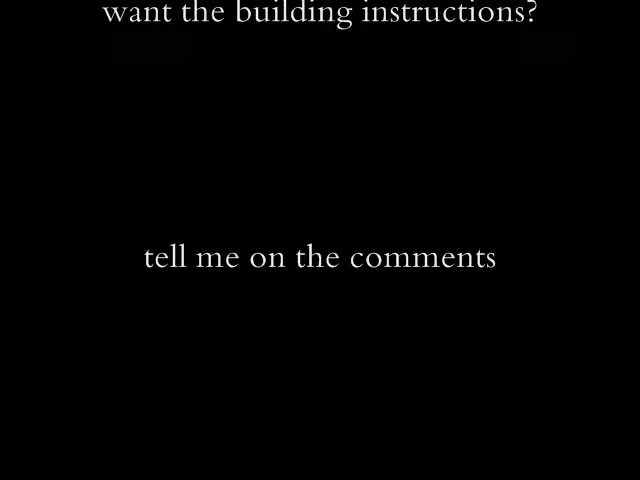 want the building instructions?
tell me on the comments